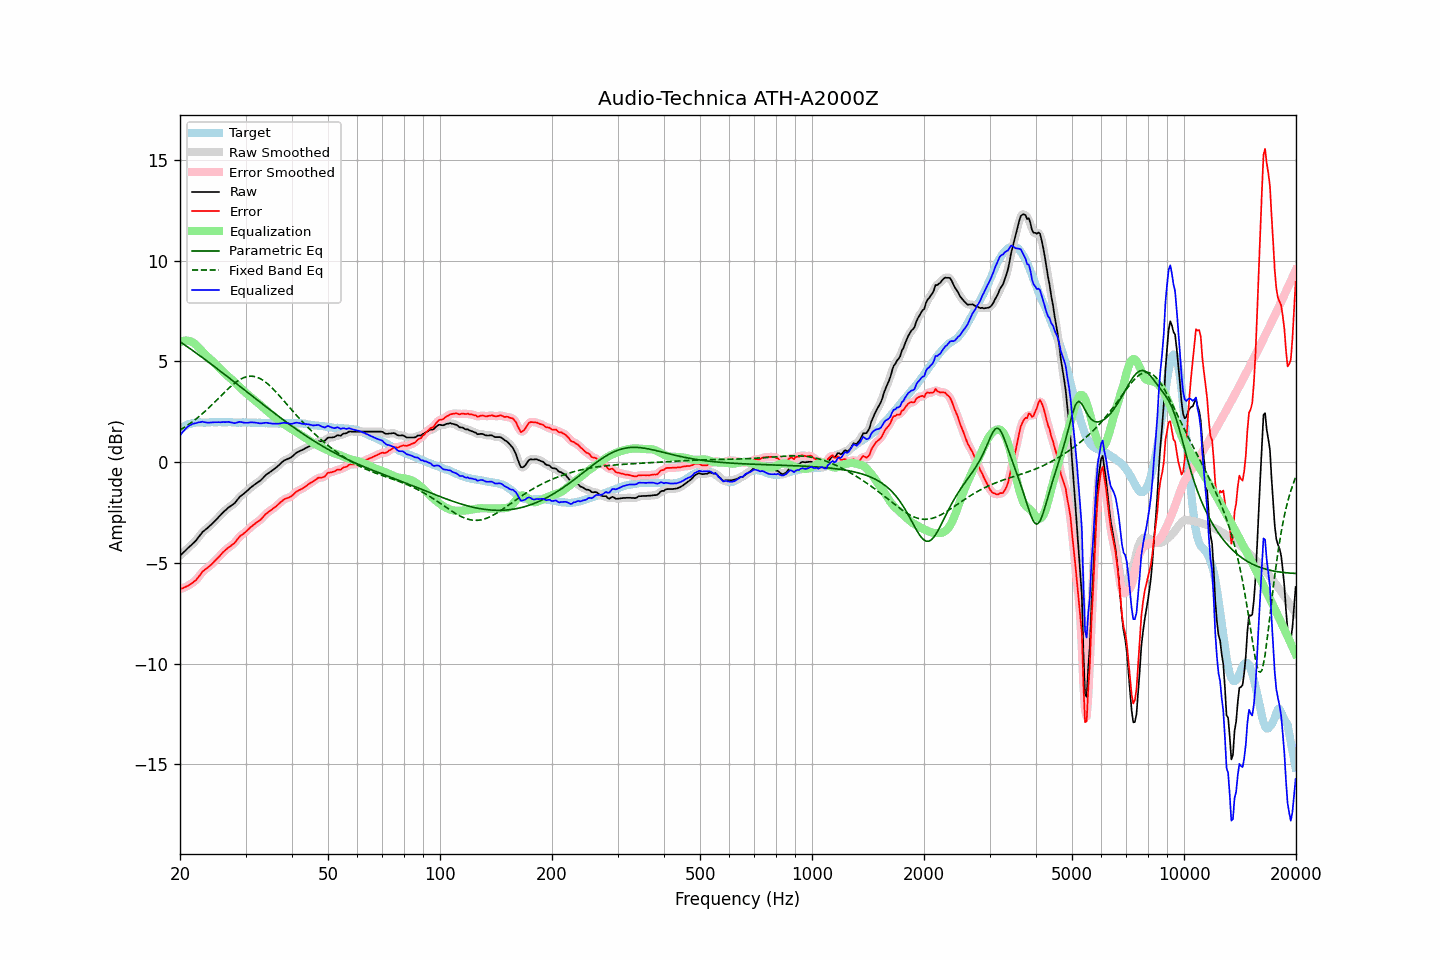 Audio-Technica ATH-A2000Z
Target
Raw Smoothed
Error Smoothed
Raw
Error
Equalization
Parametric Eq
Fixed Band Eq
Equalized
15
10
5
0
−5
−10
−15
Amplitude (dBr)
20 50 100 200 500 1000 2000 5000 10000 20000
Frequency (Hz)